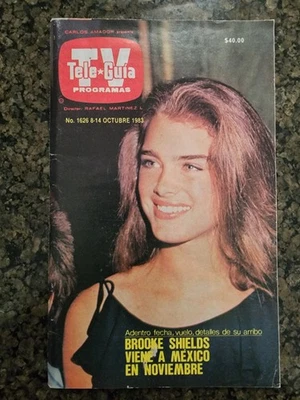 CARLOS AMADOR
$40.00
TV
Tele★Guía
PROGRAMAS
Director RAFAEL MARTINEZ L
No. 1626 8-14 OCTUBRE 1983
Adentro fecha, vuelo, detalles de su arribo
BROOKE SHIELDS
VIENE A MEXICO
EN NOVIEMBRE